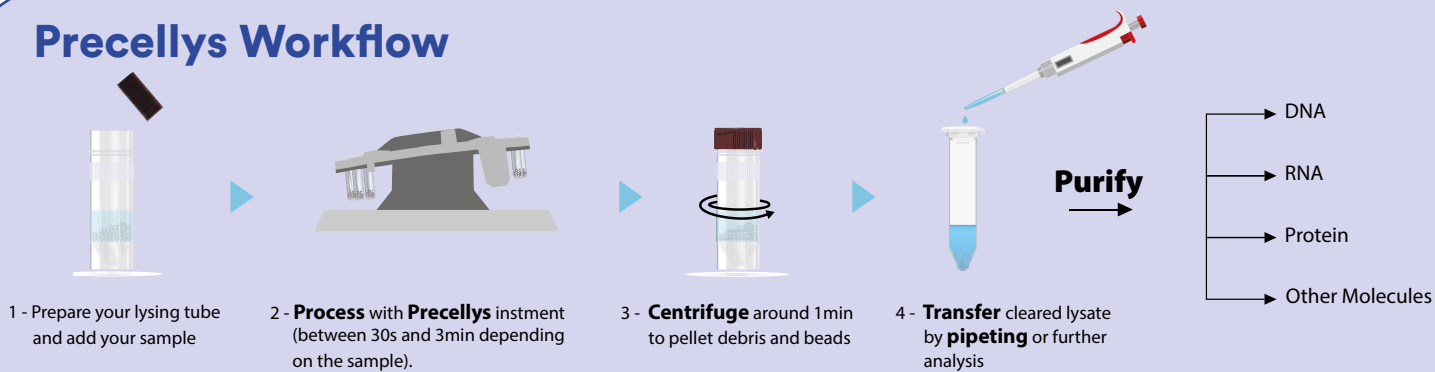 Precellys Workflow
1 - Prepare your lysing tube
and add your sample
2 - Process with Precellys instment
(between 30s and 3min depending
on the sample).
3 - Centrifuge around 1min
to pellet debris and beads
4 - Transfer cleared lysate
by pipeting or further
analysis
Purify
DNA
RNA
Protein
Other Molecules